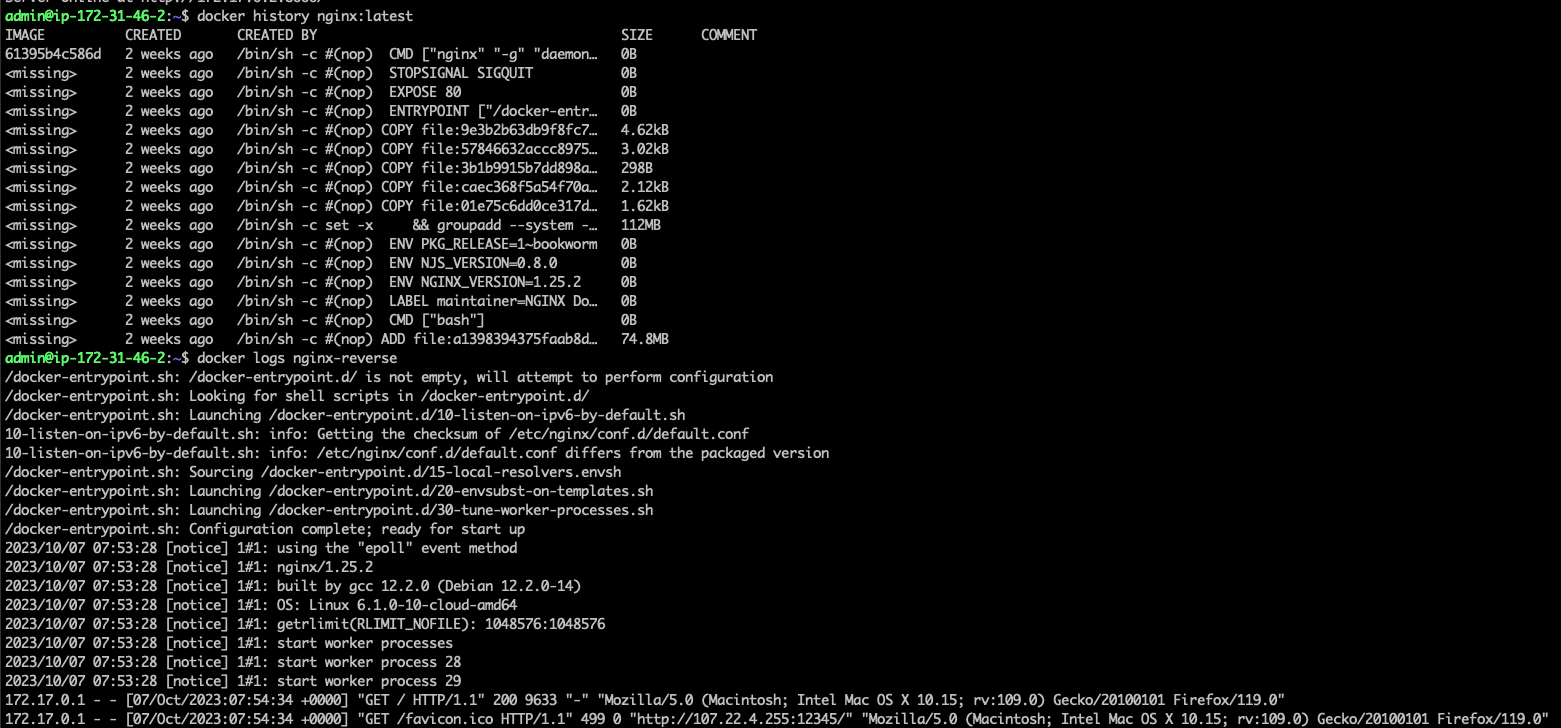 admin@ip-172-31-46-2:~$ docker history nginx:latest
IMAGE CREATED CREATED BY SIZE COMMENT
61395b4c586d 2 weeks ago /bin/sh -c #(nop) CMD ["nginx" "-g" "daemon… 0B
<missing> 2 weeks ago /bin/sh -c #(nop) STOPSIGNAL SIGQUIT 0B
<missing> 2 weeks ago /bin/sh -c #(nop) EXPOSE 80 0B
<missing> 2 weeks ago /bin/sh -c #(nop) ENTRYPOINT ["/docker-entr… 0B
<missing> 2 weeks ago /bin/sh -c #(nop) COPY file:9e3b2b63db9f8fc7… 4.62kB
<missing> 2 weeks ago /bin/sh -c #(nop) COPY file:57846632accc8975… 3.02kB
<missing> 2 weeks ago /bin/sh -c #(nop) COPY file:3b1b9915b7dd898a… 298B
<missing> 2 weeks ago /bin/sh -c #(nop) COPY file:caec368f5a54f70a… 2.12kB
<missing> 2 weeks ago /bin/sh -c #(nop) COPY file:01e75c6dd0ce317d… 1.62kB
<missing> 2 weeks ago /bin/sh -c set -x && groupadd --system -… 112MB
<missing> 2 weeks ago /bin/sh -c #(nop) ENV PKG_RELEASE=1~bookworm 0B
<missing> 2 weeks ago /bin/sh -c #(nop) ENV NJS_VERSION=0.8.0 0B
<missing> 2 weeks ago /bin/sh -c #(nop) ENV NGINX_VERSION=1.25.2 0B
<missing> 2 weeks ago /bin/sh -c #(nop) LABEL maintainer=NGINX Do… 0B
<missing> 2 weeks ago /bin/sh -c #(nop) CMD ["bash"] 0B
<missing> 2 weeks ago /bin/sh -c #(nop) ADD file:a1398394375faab8d… 74.8MB
admin@ip-172-31-46-2:~$ docker logs nginx-reverse
/docker-entrypoint.sh: /docker-entrypoint.d/ is not empty, will attempt to perform configuration
/docker-entrypoint.sh: Looking for shell scripts in /docker-entrypoint.d/
/docker-entrypoint.sh: Launching /docker-entrypoint.d/10-listen-on-ipv6-by-default.sh
10-listen-on-ipv6-by-default.sh: info: Getting the checksum of /etc/nginx/conf.d/default.conf
10-listen-on-ipv6-by-default.sh: info: /etc/nginx/conf.d/default.conf differs from the packaged version
/docker-entrypoint.sh: Sourcing /docker-entrypoint.d/15-local-resolvers.envsh
/docker-entrypoint.sh: Launching /docker-entrypoint.d/20-envsubst-on-templates.sh
/docker-entrypoint.sh: Launching /docker-entrypoint.d/30-tune-worker-processes.sh
/docker-entrypoint.sh: Configuration complete; ready for start up
2023/10/07 07:53:28 [notice] 1#1: using the "epoll" event method
2023/10/07 07:53:28 [notice] 1#1: nginx/1.25.2
2023/10/07 07:53:28 [notice] 1#1: built by gcc 12.2.0 (Debian 12.2.0-14)
2023/10/07 07:53:28 [notice] 1#1: OS: Linux 6.1.0-10-cloud-amd64
2023/10/07 07:53:28 [notice] 1#1: getrlimit(RLIMIT_NOFILE): 1048576:1048576
2023/10/07 07:53:28 [notice] 1#1: start worker processes
2023/10/07 07:53:28 [notice] 1#1: start worker process 28
2023/10/07 07:53:28 [notice] 1#1: start worker process 29
172.17.0.1 - - [07/Oct/2023:07:54:34 +0000] "GET / HTTP/1.1" 200 9633 "-" "Mozilla/5.0 (Macintosh; Intel Mac OS X 10.15; rv:109.0) Gecko/20100101 Firefox/119.0"
172.17.0.1 - - [07/Oct/2023:07:54:34 +0000] "GET /favicon.ico HTTP/1.1" 499 0 "http://107.22.4.255:12345/" "Mozilla/5.0 (Macintosh; Intel Mac OS X 10.15; rv:109.0) Gecko/20100101 Firefox/119.0"